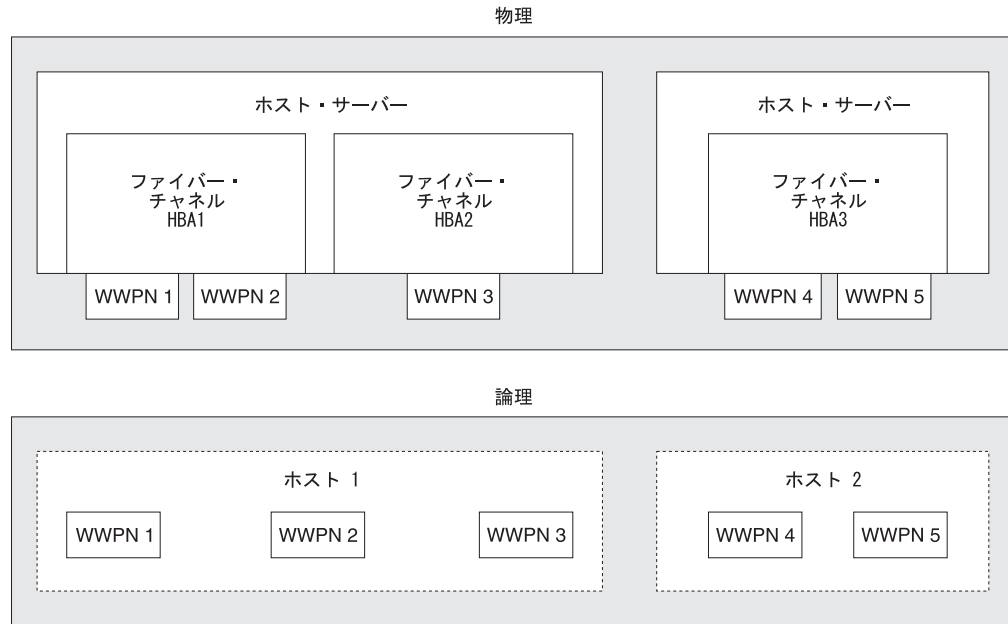 物理
ホスト・サーバー
ホスト・サーバー
ファイバー・
チャネル
HBA1
ファイバー・
チャネル
HBA2
ファイバー・
チャネル
HBA3
WWPN 1
WWPN 2
WWPN 3
WWPN 4
WWPN 5
論理
ホスト 1
ホスト 2
WWPN 1
WWPN 2
WWPN 3
WWPN 4
WWPN 5